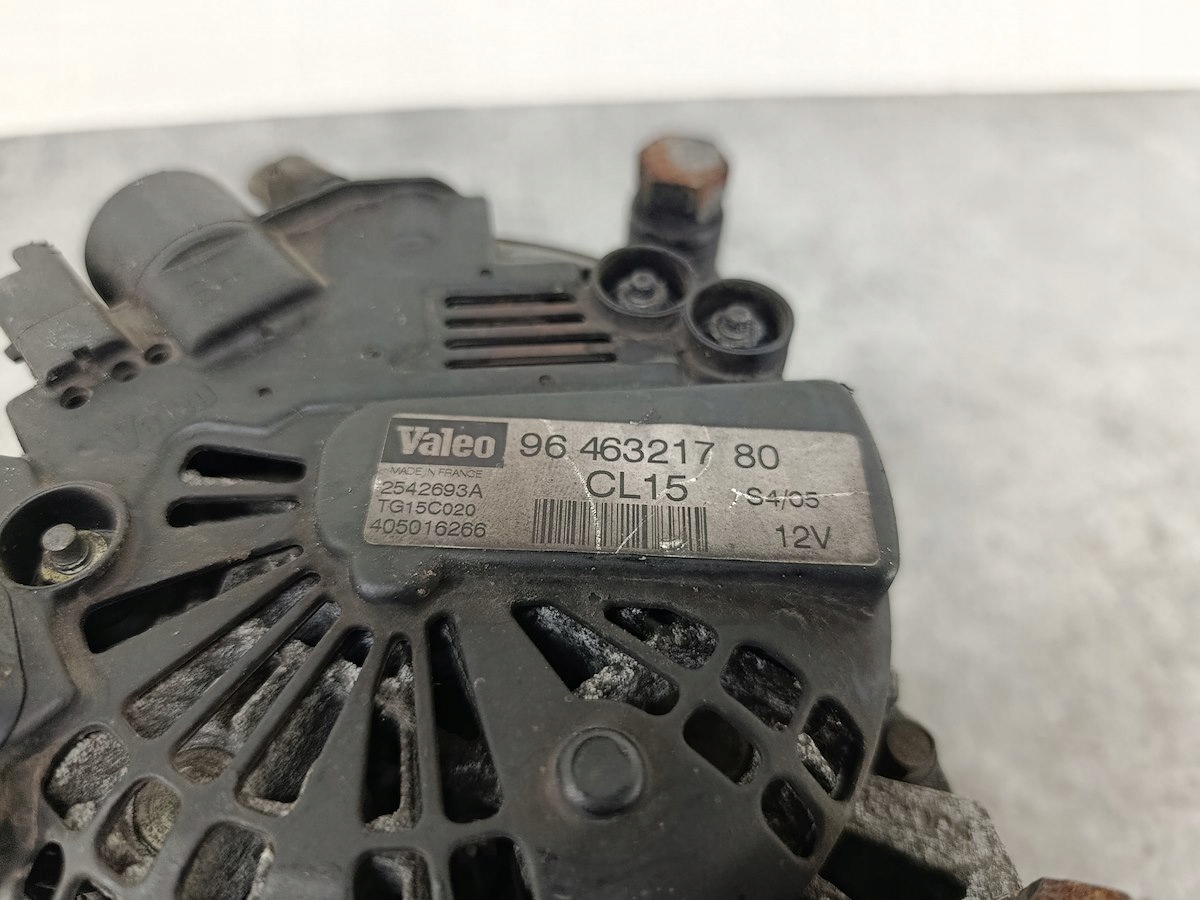 Valeo 96 463217 80
MADE IN FRANCE
2542693A CL15 S4/05
TG15C020
405016266 12V